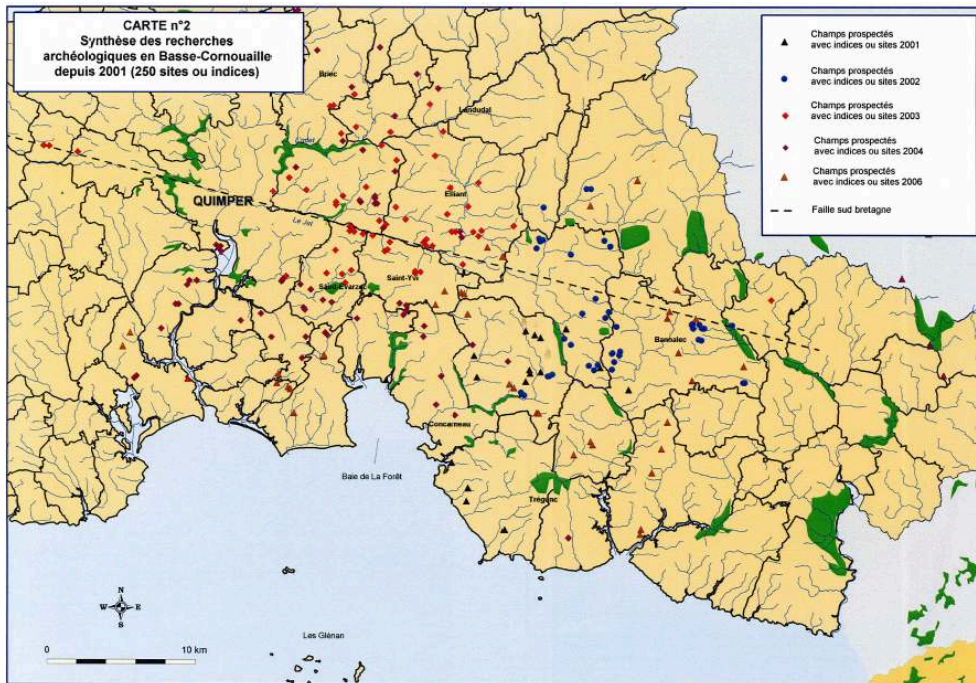 CARTE n°2
Synthèse des recherches
archéologiques en Basse-Cornouaille
depuis 2001 (250 sites ou indices)
Champs prospectés
avec indices ou sites 2001
Champs prospectés
avec indices ou sites 2002
Champs prospectés
avec indices ou sites 2003
Champs prospectés
avec indices ou sites 2004
Champs prospectés
avec indices ou sites 2006
Faille sud bretagne
Landudal
Elliant
QUIMPER
Le Jet
Saint-Yvi
Saint-Evarzec
Bannalec
Concarneau
Baie de La Forêt
Trégunc
N
W
E
S
Les Glénan
0
10 km